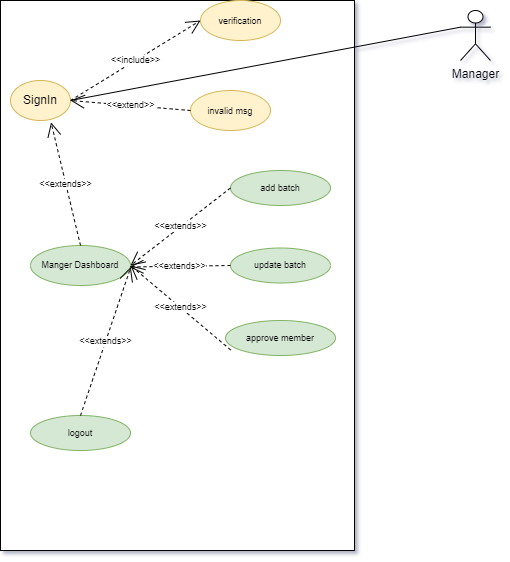 verification
<<include>>
Manager
SignIn
<<extend>>
invalid msg
<<extends>>
add batch
<<extends>>
Manger Dashboard
<<extends>>
update batch
<<extends>>
approve member
<<extends>>
logout